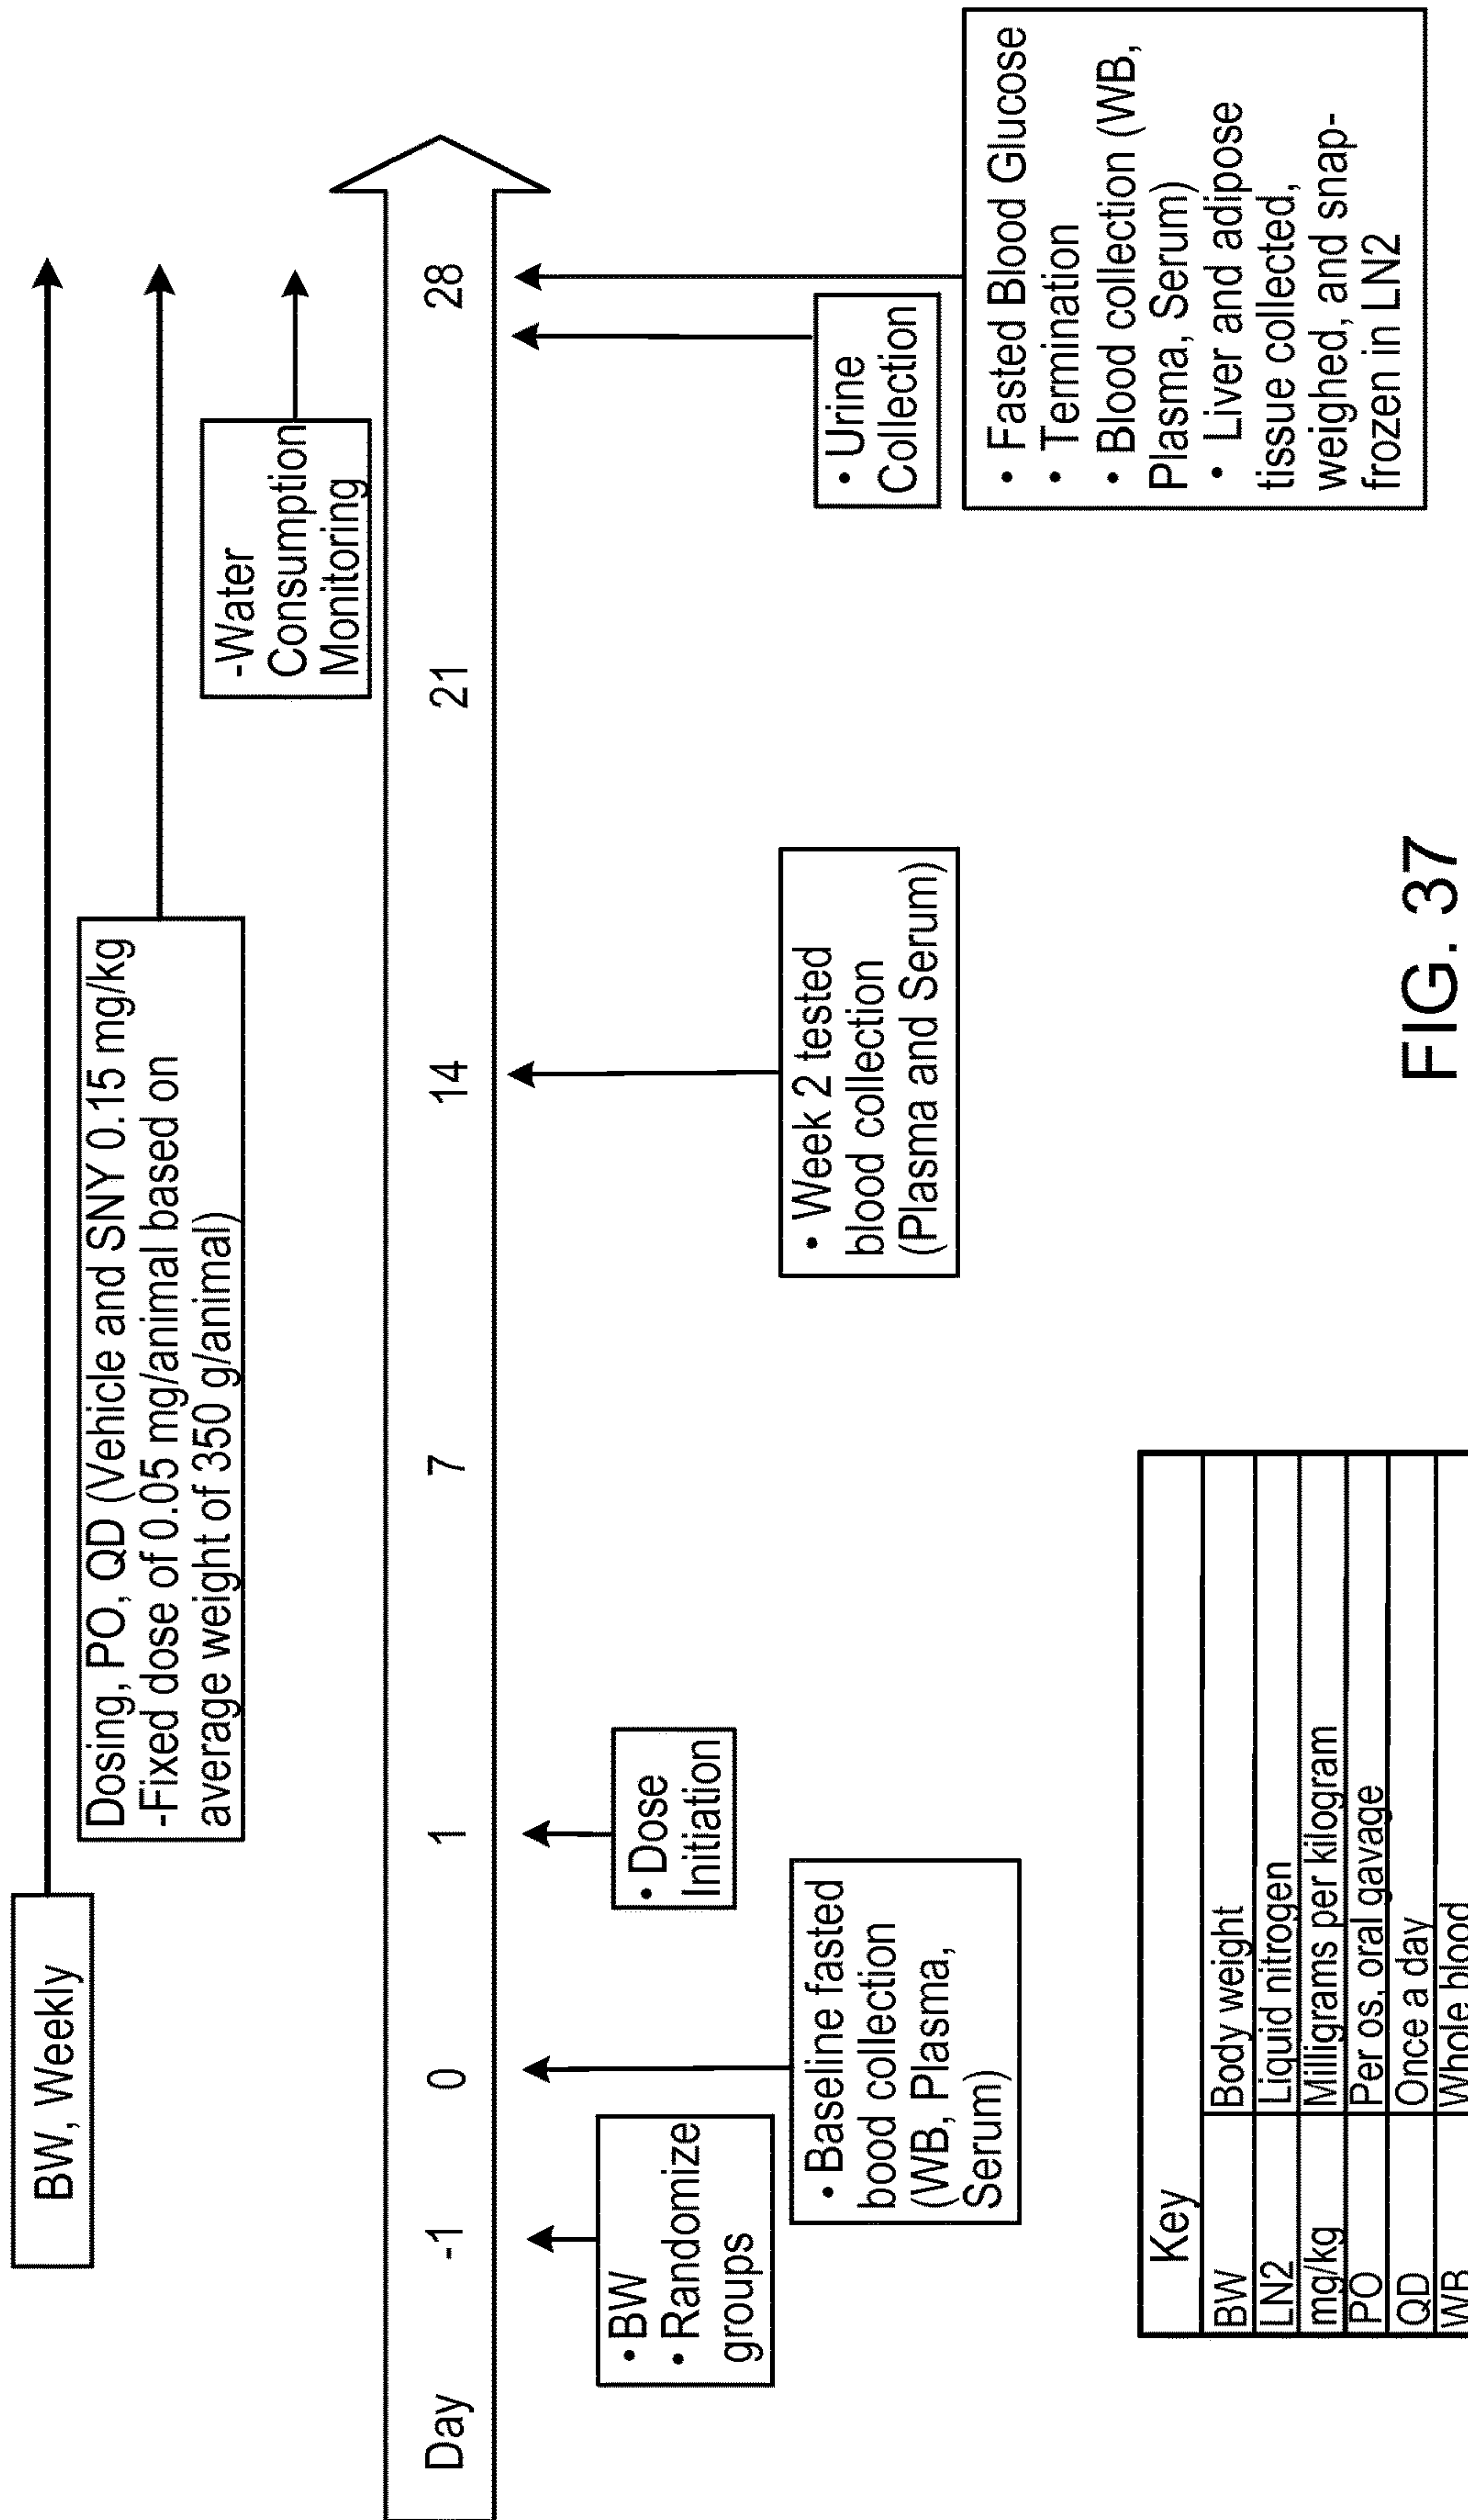 BW, Weekly
Dosing, PO, QD (Vehicle and SNY 0.15 mg/kg
-Fixed dose of 0.05 mg/animal based on
average weight of 350 g/animal)
-Water
Consumption
Monitoring
Day -1 0 1 7 14 21 28
• BW
• Randomize
groups
• Baseline fasted
bood collection
(WB, Plasma,
Serum)
• Dose
Initiation
• Week 2 tested
blood collection
(Plasma and Serum)
• Urine
Collection
• Fasted Blood Glucose
• Termination
• Blood collection (WB,
Plasma, Serum)
• Liver and adipose
tissue collected,
weighed, and snap-
frozen in LN2
Key
BW Body weight
LN2 Liquid nitrogen
mg/kg Milligrams per kilogram
PO Per os, oral gavage
QD Once a day
WB Whole blood
FIG. 37